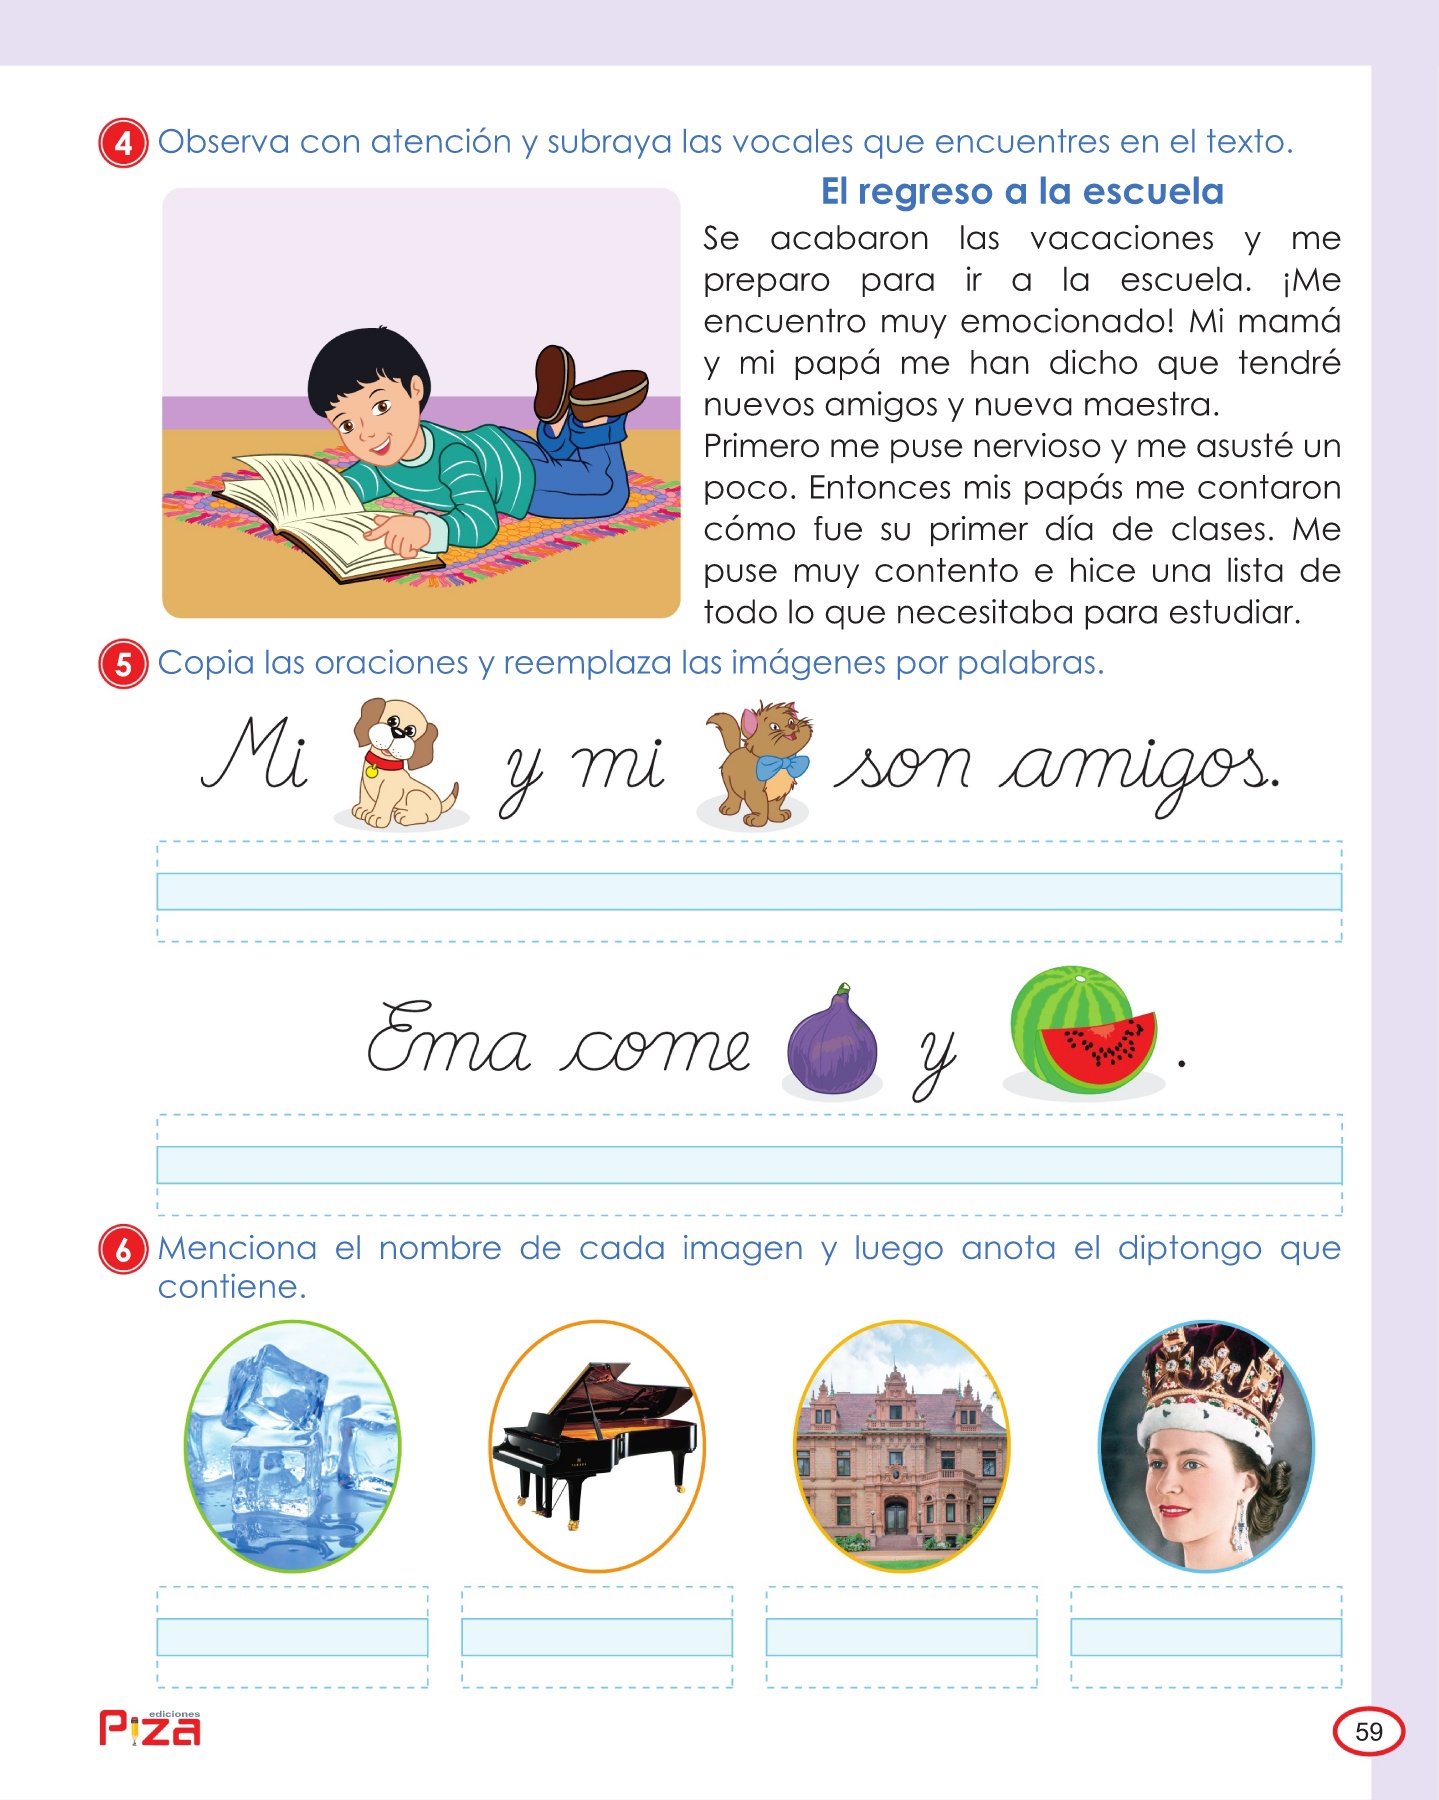 4 Observa con atención y subraya las vocales que encuentres en el texto.
El regreso a la escuela
Se acabaron las vacaciones y me
preparo para ir a la escuela. ¡Me
encuentro muy emocionado! Mi mamá
y mi papá me han dicho que tendré
nuevos amigos y nueva maestra.
Primero me puse nervioso y me asusté un
poco. Entonces mis papás me contaron
cómo fue su primer día de clases. Me
puse muy contento e hice una lista de
todo lo que necesitaba para estudiar.
5 Copia las oraciones y reemplaza las imágenes por palabras.
Mi y mi son amigos.
Ema come y .
6 Menciona el nombre de cada imagen y luego anota el diptongo que
contiene.
ediciones
Piza
59